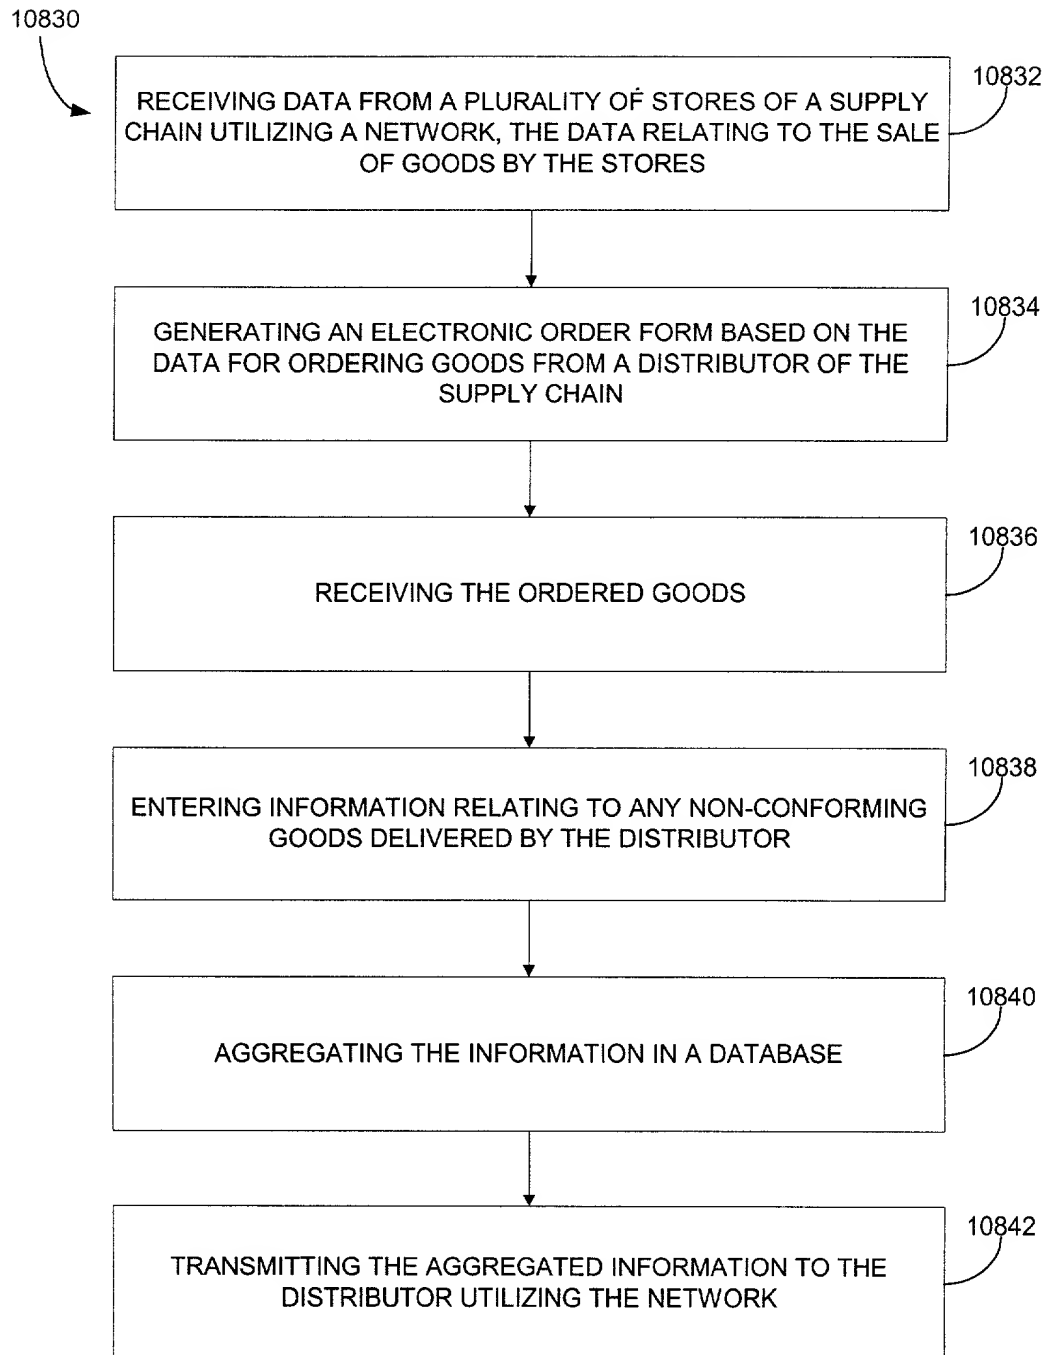 10830
10832
RECEIVING DATA FROM A PLURALITY OF STORES OF A SUPPLY
CHAIN UTILIZING A NETWORK, THE DATA RELATING TO THE SALE
OF GOODS BY THE STORES
10834
GENERATING AN ELECTRONIC ORDER FORM BASED ON THE
DATA FOR ORDERING GOODS FROM A DISTRIBUTOR OF THE
SUPPLY CHAIN
10836
RECEIVING THE ORDERED GOODS
10838
ENTERING INFORMATION RELATING TO ANY NON-CONFORMING
GOODS DELIVERED BY THE DISTRIBUTOR
10840
AGGREGATING THE INFORMATION IN A DATABASE
10842
TRANSMITTING THE AGGREGATED INFORMATION TO THE
DISTRIBUTOR UTILIZING THE NETWORK